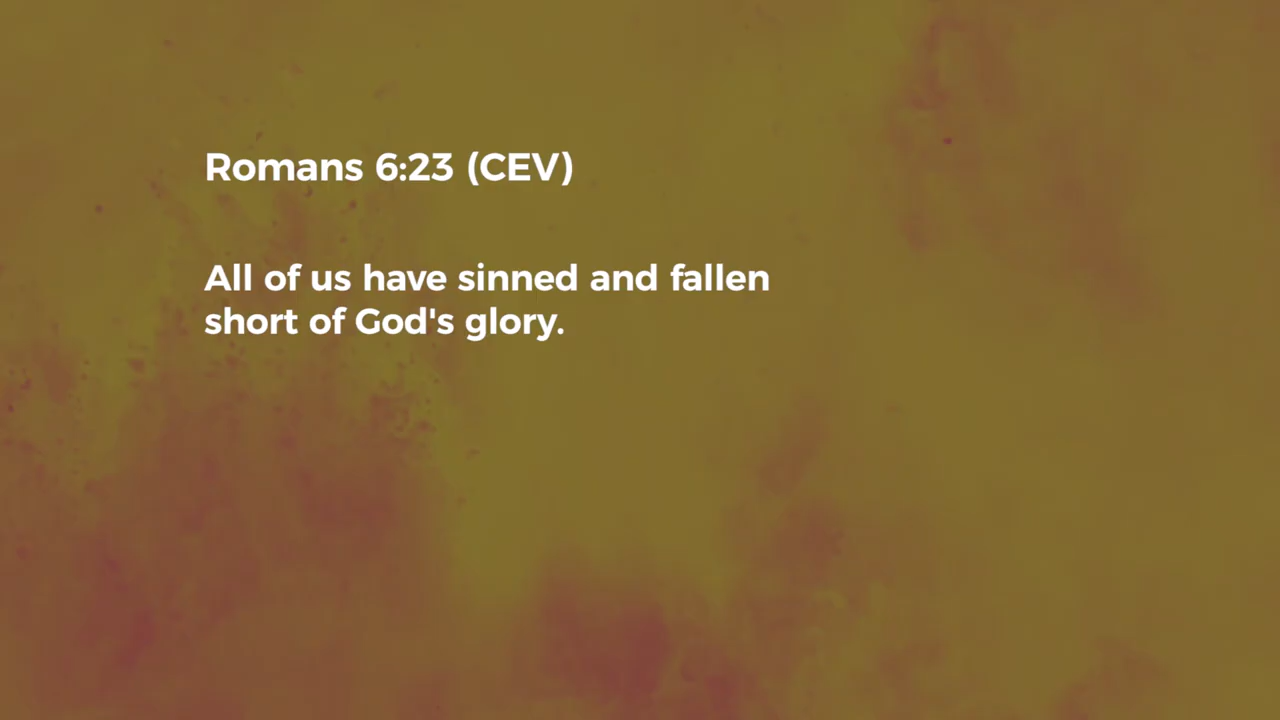 Romans 6:23 (CEV)
All of us have sinned and fallen
short of God's glory.